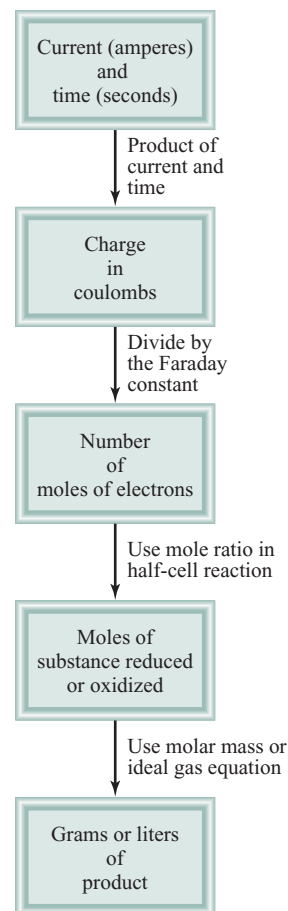 Current (amperes)
and
time (seconds)
Product of
current and
time
Charge
in
coulombs
Divide by
the Faraday
constant
Number
of
moles of electrons
Use mole ratio in
half-cell reaction
Moles of
substance reduced
or oxidized
Use molar mass or
ideal gas equation
Grams or liters
of
product